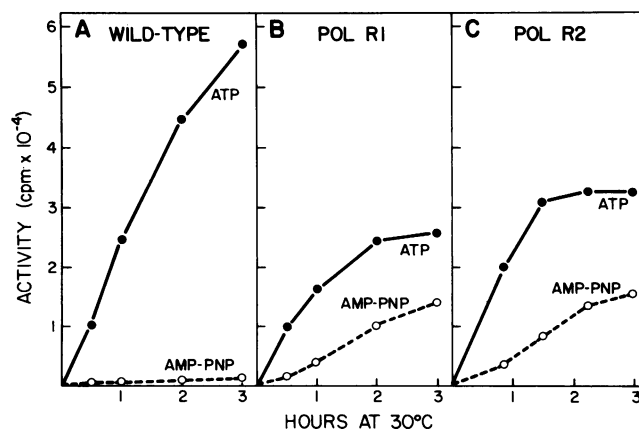 A WILD-TYPE
B POL R1
C POL R2
ACTIVITY (cpm x 10⁻⁴)
6
5
4
3
2
1
ATP
AMP-PNP
ATP
AMP-PNP
ATP
AMP-PNP
1 2 3
1 2 3
1 2 3
HOURS AT 30°C